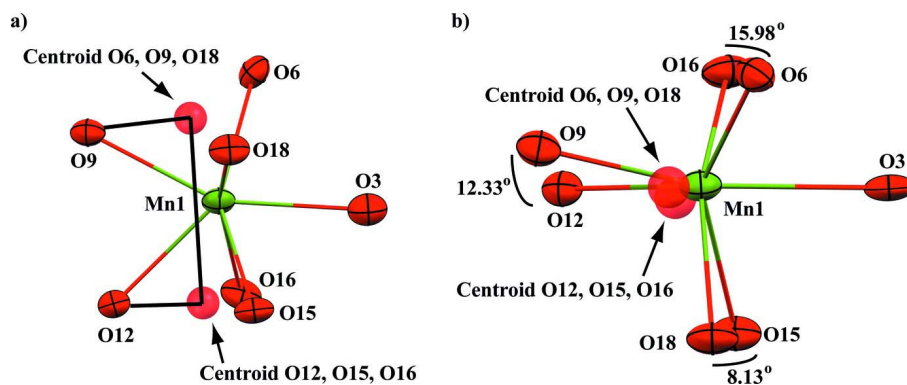 a)
Centroid O6, O9, O18
O6
O9
O18
O3
Mn1
O16
O12
O15
Centroid O12, O15, O16
b)
15.98°
O16
O6
Centroid O6, O9, O18
O9
O3
12.33°
O12
Mn1
Centroid O12, O15, O16
O18
O15
8.13°